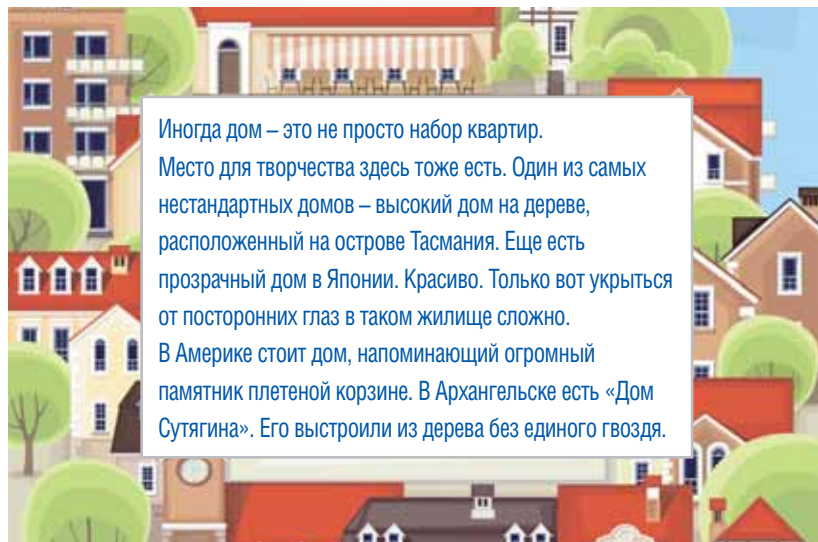 Иногда дом – это не просто набор квартир.
Место для творчества здесь тоже есть. Один из самых
нестандартных домов – высокий дом на дереве,
расположенный на острове Тасмания. Еще есть
прозрачный дом в Японии. Красиво. Только вот укрыться
от посторонних глаз в таком жилище сложно.
В Америке стоит дом, напоминающий огромный
памятник плетеной корзине. В Архангельске есть «Дом
Сутягина». Его выстроили из дерева без единого гвоздя.